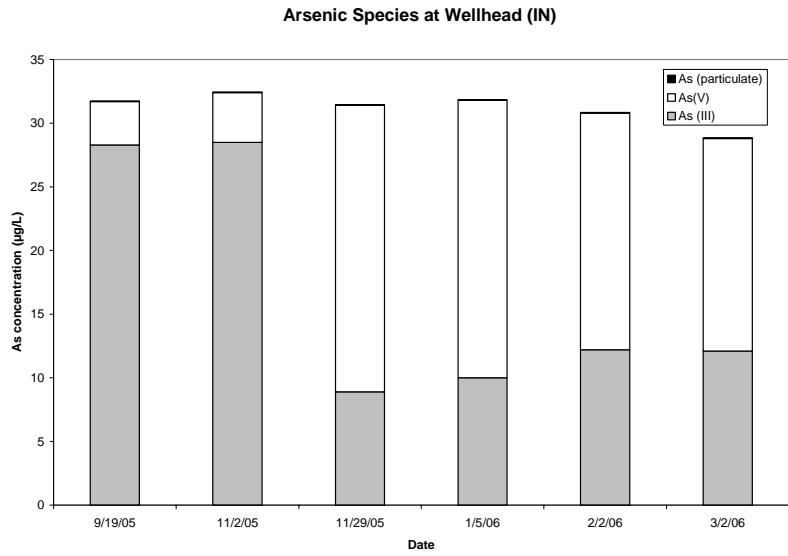 Arsenic Species at Wellhead (IN)
35
30
25
20
15
10
5
0
As concentration (µg/L)
As (particulate)
As(V)
As (III)
9/19/05 11/2/05 11/29/05 1/5/06 2/2/06 3/2/06
Date